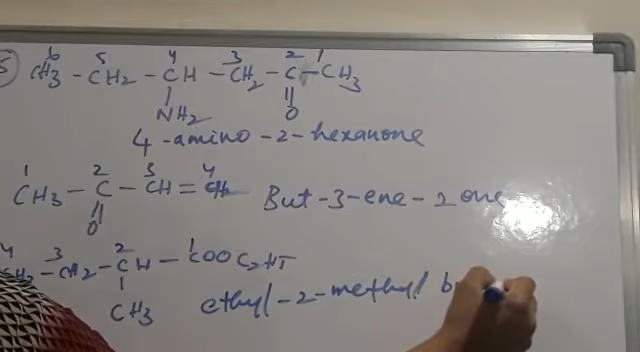 5 6 5 4 3 2 1
CH3 - CH2 - CH - CH2 - C - CH3
NH2 O
4-amino-2-hexanone
1 2 3 4
CH3 - C - CH = CH But-3-ene-2 one
O
4 3 2 1
CH2 - CH2 - CH - COOC2H5
CH3 ethyl-2-methyl b